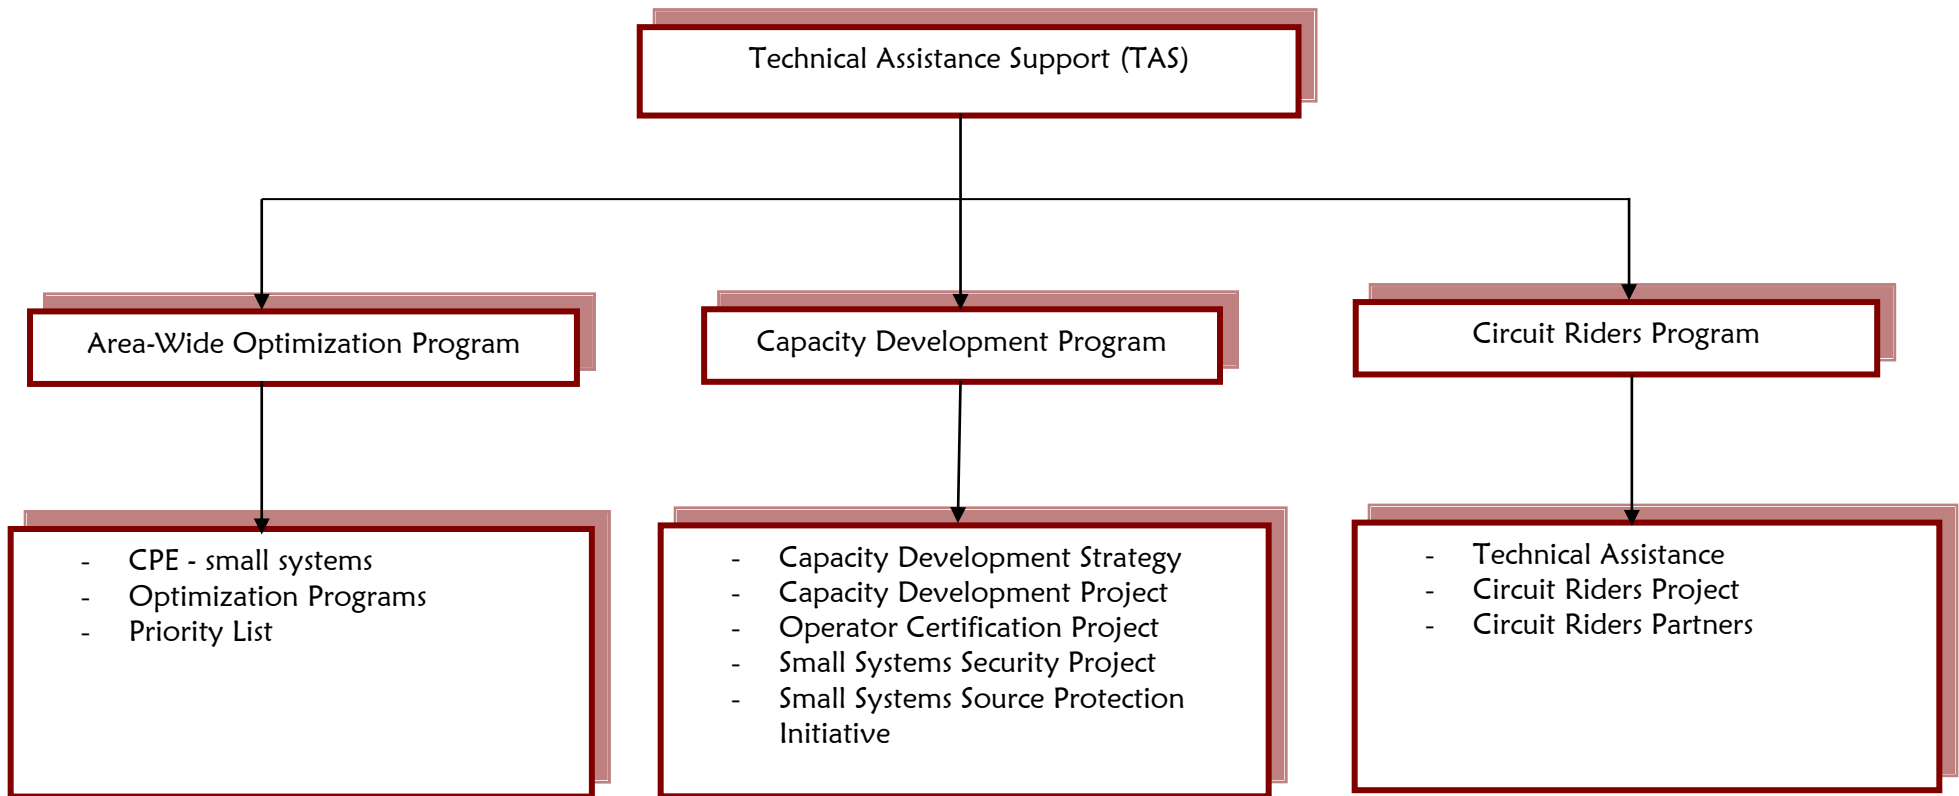 Technical Assistance Support (TAS)
Area-Wide Optimization Program
Capacity Development Program
Circuit Riders Program
- CPE - small systems
- Optimization Programs
- Priority List
- Capacity Development Strategy
- Capacity Development Project
- Operator Certification Project
- Small Systems Security Project
- Small Systems Source Protection
Initiative
- Technical Assistance
- Circuit Riders Project
- Circuit Riders Partners